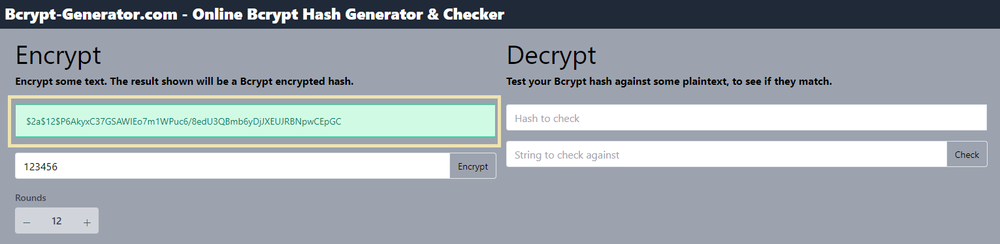 Bcrypt-Generator.com - Online Bcrypt Hash Generator & Checker
Encrypt
Encrypt some text. The result shown will be a Bcrypt encrypted hash.
$2a$12$P6AkyxC37GSAWIEo7m1WPuc6/8edU3QBmb6yDjJXEUJRBNpwCEpGC
123456
Encrypt
Rounds
–
12
+
Decrypt
Test your Bcrypt hash against some plaintext, to see if they match.
Hash to check
String to check against
Check